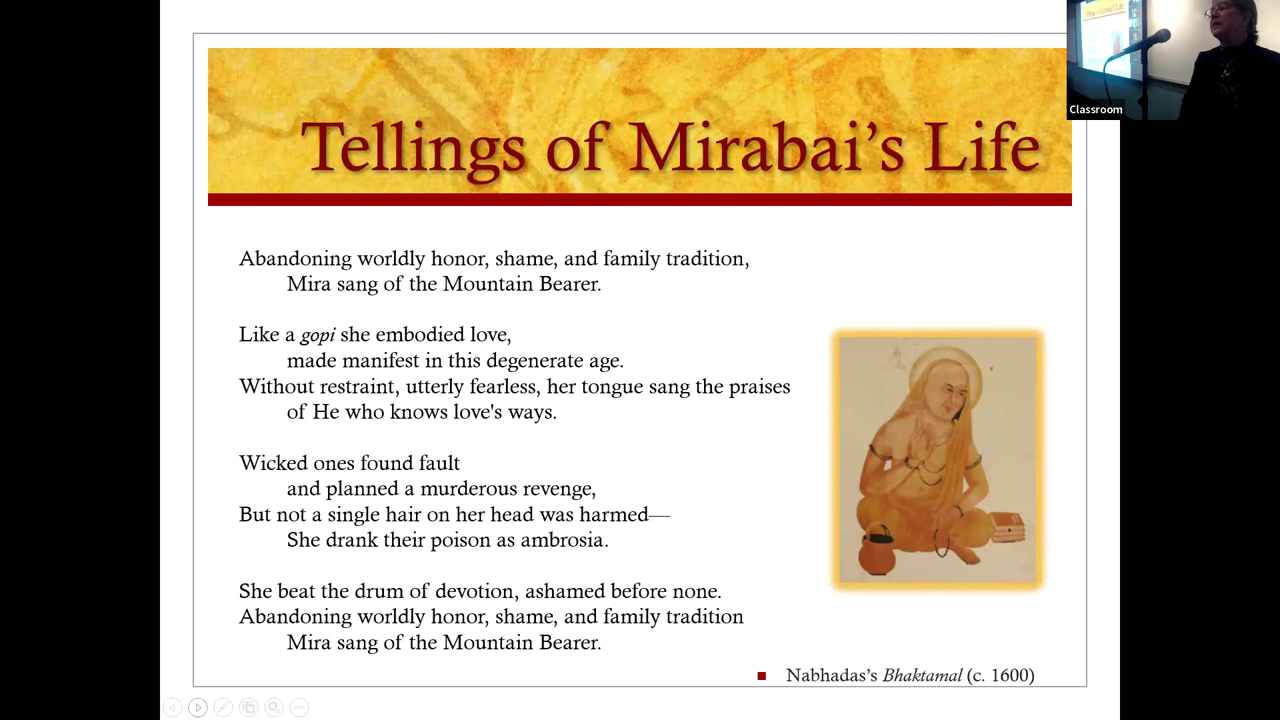 Classroom
Tellings of Mirabai’s Life
Abandoning worldly honor, shame, and family tradition,
Mira sang of the Mountain Bearer.
Like a gopi she embodied love,
made manifest in this degenerate age.
Without restraint, utterly fearless, her tongue sang the praises
of He who knows love's ways.
Wicked ones found fault
and planned a murderous revenge,
But not a single hair on her head was harmed—
She drank their poison as ambrosia.
She beat the drum of devotion, ashamed before none.
Abandoning worldly honor, shame, and family tradition
Mira sang of the Mountain Bearer.
Nabhadas’s Bhaktamal (c. 1600)